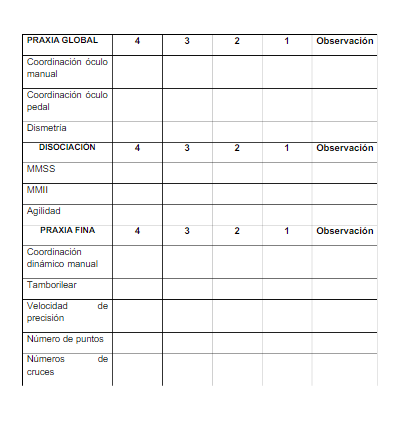 PRAXIA GLOBAL 4 3 2 1 Observación
Coordinación óculo
manual
Coordinación óculo
pedal
Dismetría
DISOCIACIÓN 4 3 2 1 Observación
MMSS
MMII
Agilidad
PRAXIA FINA 4 3 2 1 Observación
Coordinación
dinámico manual
Tamborilear
Velocidad de
precisión
Número de puntos
Números de
cruces